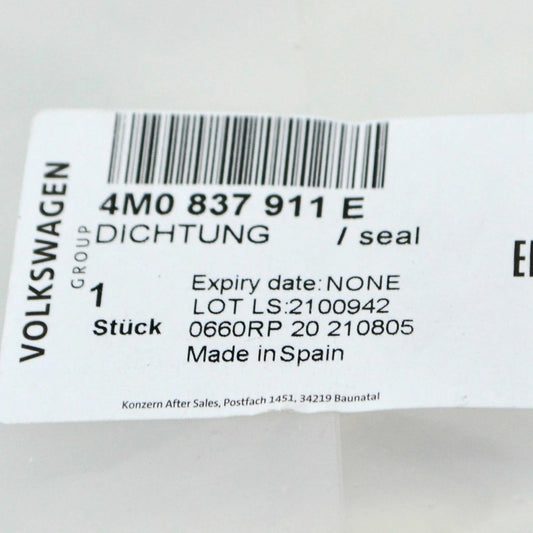 VOLKSWAGEN
GROUP
4M0 837 911 E
DICHTUNG / seal
1
Stück
Expiry date:NONE
LOT LS:2100942
0660RP 20 210805
Made in Spain
Konzern After Sales, Postfach 1451, 34219 Baunatal